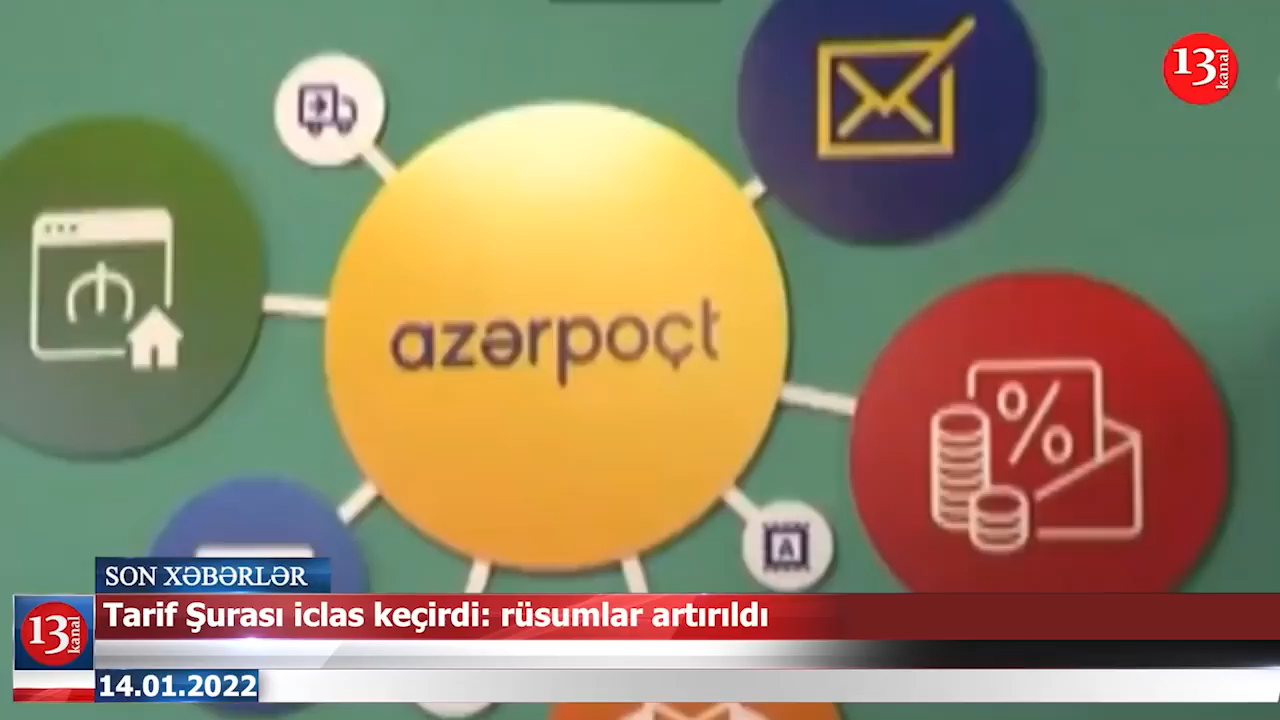 13
kanal
azərpoçt
%
A
SON XƏBƏRLƏR
Tarif Şurası iclas keçirdi: rüsumlar artırıldı
13
kanal
14.01.2022